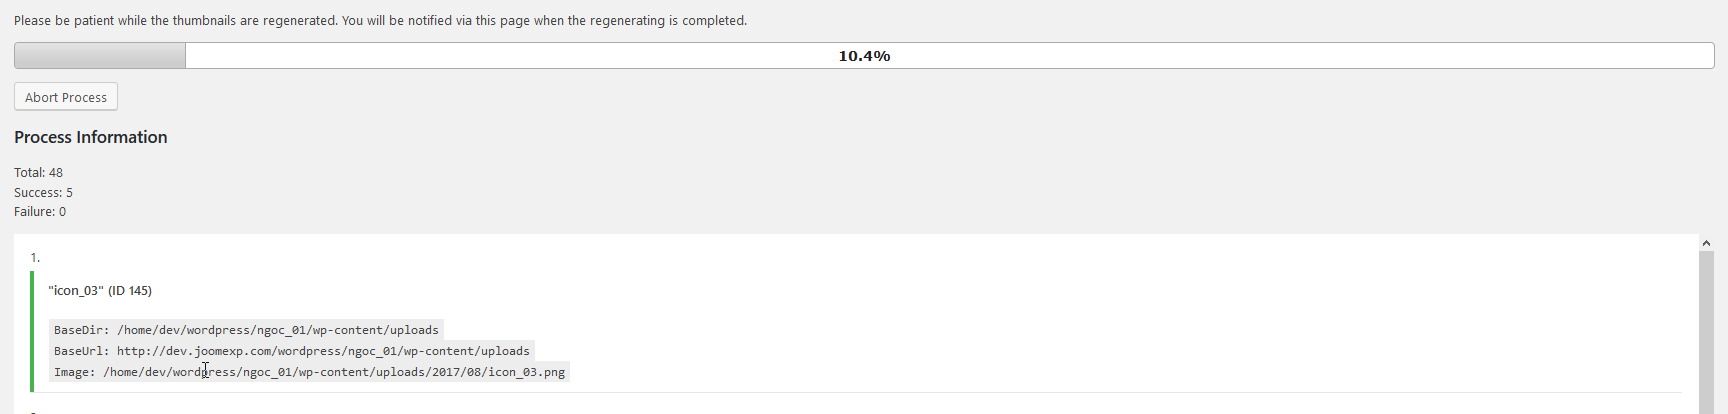 Please be patient while the thumbnails are regenerated. You will be notified via this page when the regenerating is completed.
10.4%
Abort Process
Process Information
Total: 48
Success: 5
Failure: 0
1.
"icon_03" (ID 145)
BaseDir: /home/dev/wordpress/ngoc_01/wp-content/uploads
BaseUrl: http://dev.joomexp.com/wordpress/ngoc_01/wp-content/uploads
Image: /home/dev/wordpress/ngoc_01/wp-content/uploads/2017/08/icon_03.png